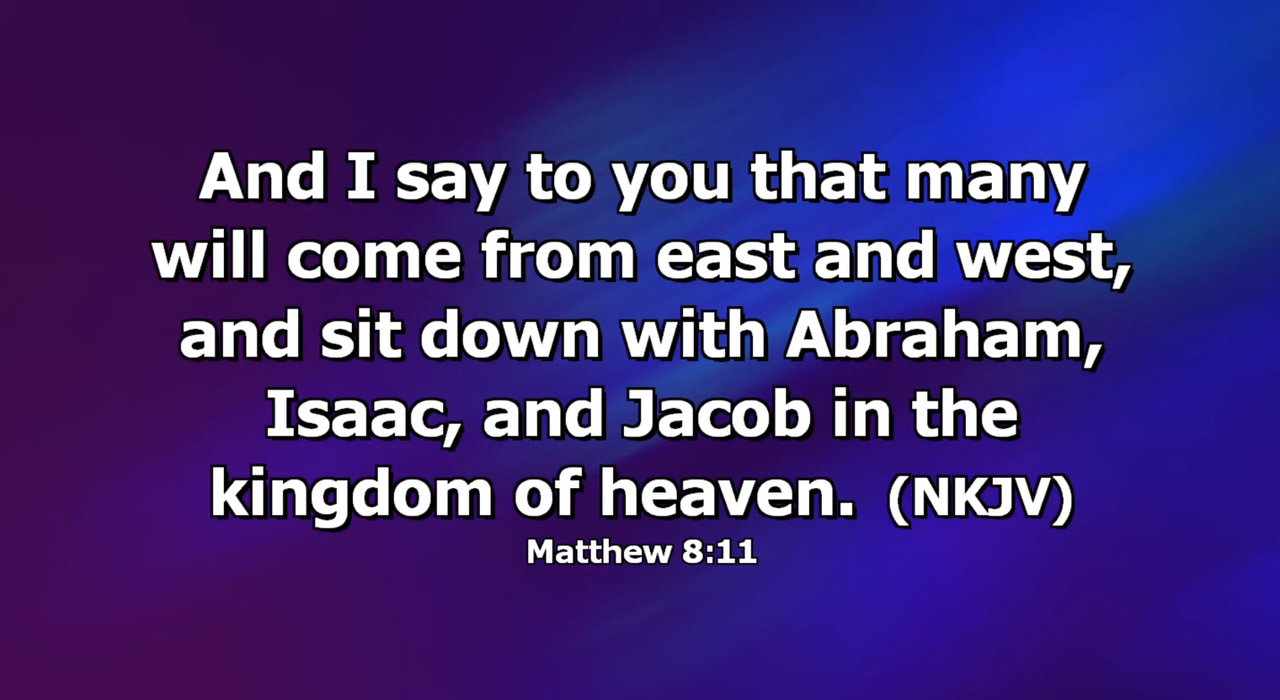 And I say to you that many
will come from east and west,
and sit down with Abraham,
Isaac, and Jacob in the
kingdom of heaven. (NKJV)
Matthew 8:11